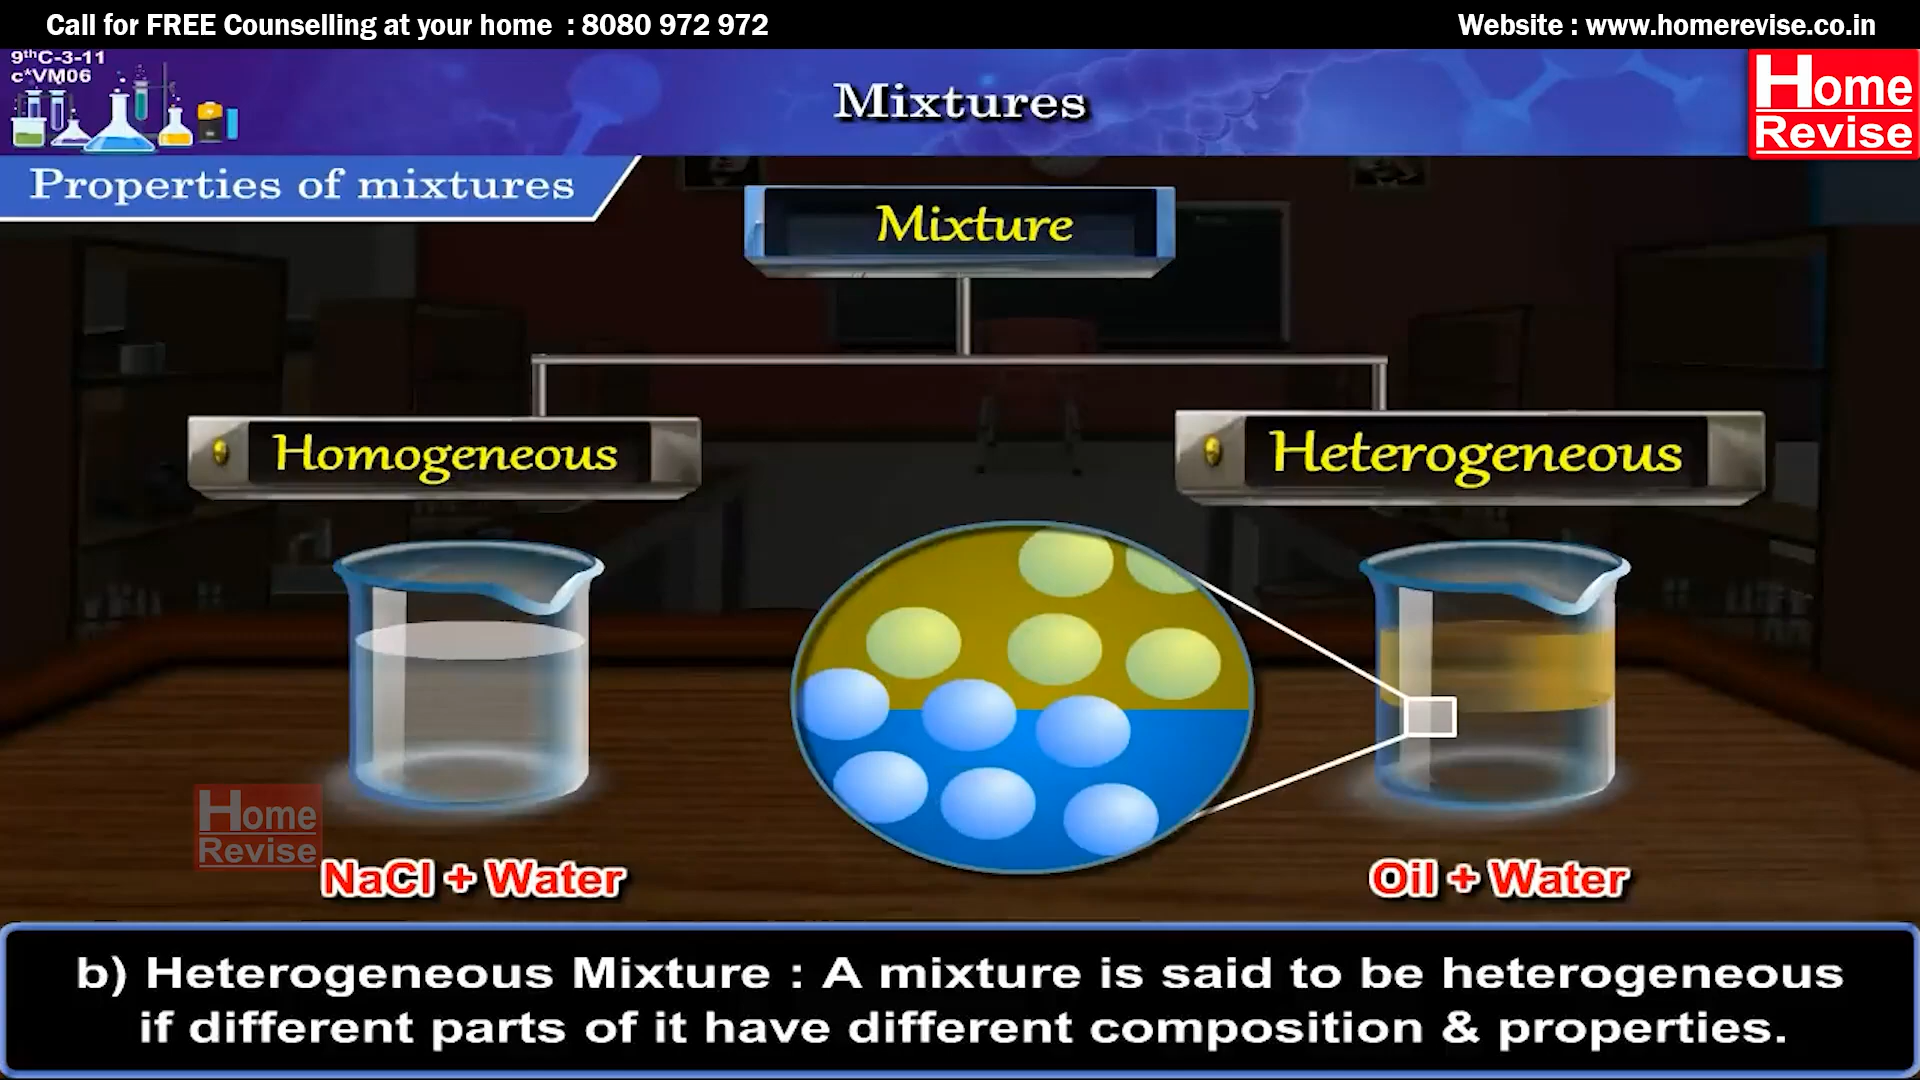 Call for FREE Counselling at your home : 8080 972 972
Website : www.homerevise.co.in
9thC-3-11
c*VM06
Mixtures
Home
Revise
Properties of mixtures
Mixture
Homogeneous
Heterogeneous
Home
Revise
NaCl + Water
Oil + Water
b) Heterogeneous Mixture : A mixture is said to be heterogeneous
if different parts of it have different composition & properties.